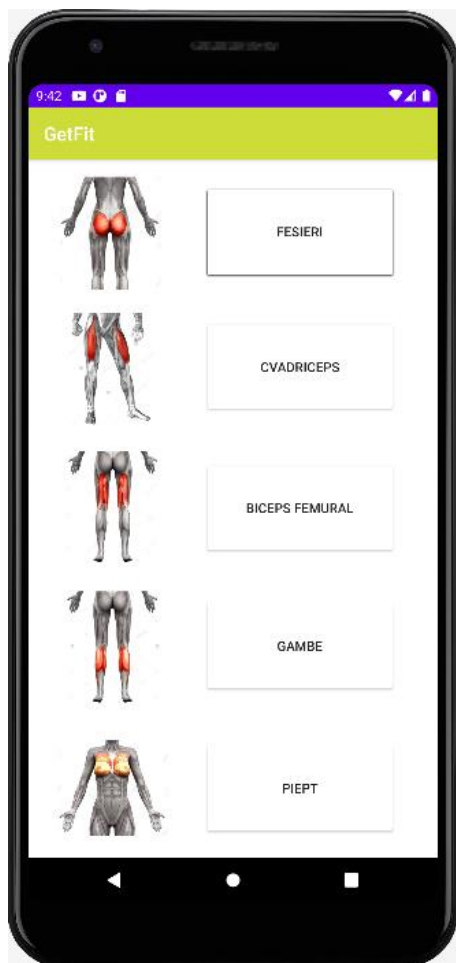 9:42
GetFit
FESIERI
CVADRICEPS
BICEPS FEMURAL
GAMBE
PIEPT